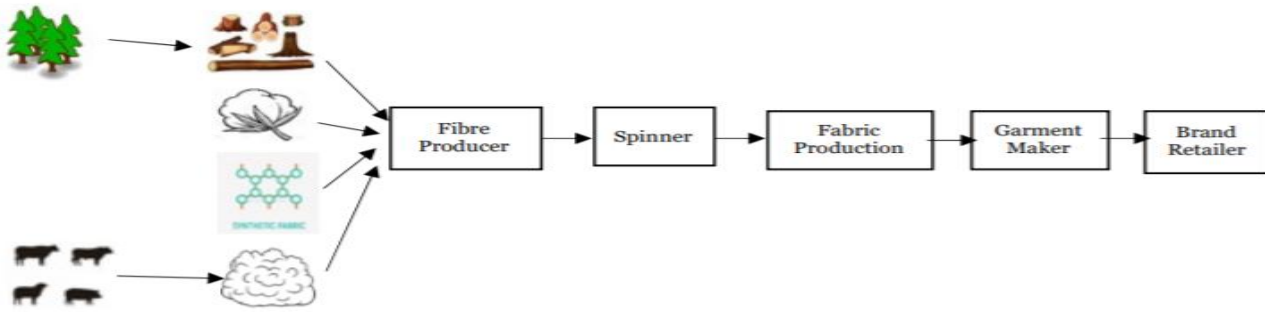 Fibre
Producer
Spinner
Fabric
Production
Garment
Maker
Brand
Retailer
SYNTHETIC FABRIC